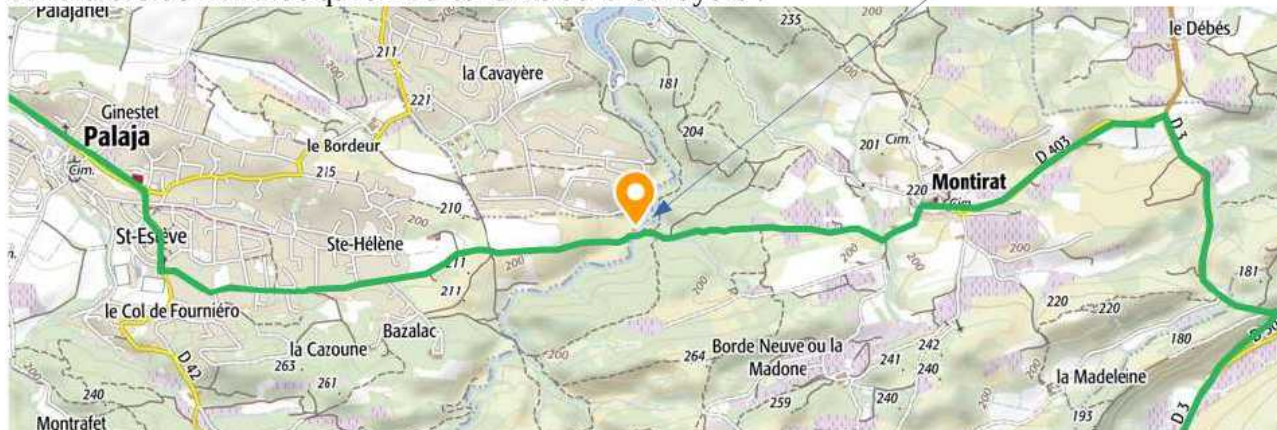 Palajanel
235
le Débés
211
200
la Cavayère
181
221
Ginestet
204
Palaja
le Bordeur
201
Cim.
D 403
D 3
Cim.
215
220
Montirat
210
200
Cim.
St-Estève
Ste-Hélène
211
200
200
200
211
200
181
le Col de Fourniéro
220
220
Bazalac
200
180
la Cazoune
263
264
Borde Neuve ou la
Madone
242
241
240
D 42
261
la Madeleine
240
259
240
200
193
D 3
Montrafet